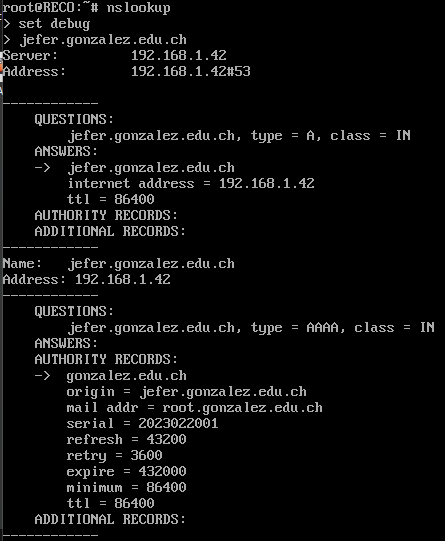 root@RECO:~# nslookup
> set debug
> jefer.gonzalez.edu.ch
Server:         192.168.1.42
Address:        192.168.1.42#53

------------
    QUESTIONS:
        jefer.gonzalez.edu.ch, type = A, class = IN
    ANSWERS:
    ->  jefer.gonzalez.edu.ch
        internet address = 192.168.1.42
        ttl = 86400
    AUTHORITY RECORDS:
    ADDITIONAL RECORDS:
------------
Name:   jefer.gonzalez.edu.ch
Address: 192.168.1.42
------------
    QUESTIONS:
        jefer.gonzalez.edu.ch, type = AAAA, class = IN
    ANSWERS:
    AUTHORITY RECORDS:
    ->  gonzalez.edu.ch
        origin = jefer.gonzalez.edu.ch
        mail addr = root.gonzalez.edu.ch
        serial = 2023022001
        refresh = 43200
        retry = 3600
        expire = 432000
        minimum = 86400
        ttl = 86400
    ADDITIONAL RECORDS:
------------